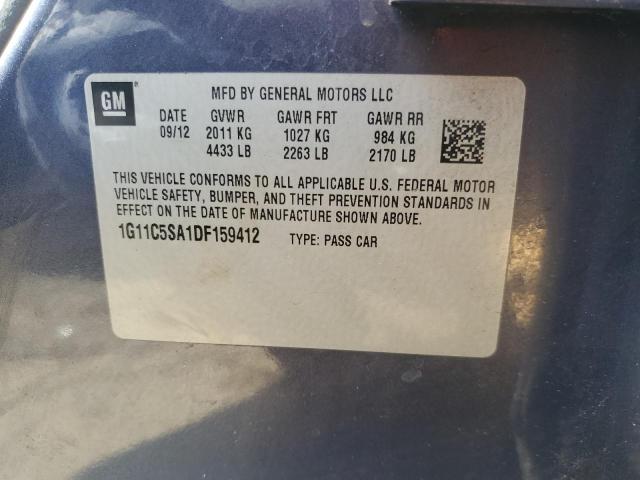 GM
MFD BY GENERAL MOTORS LLC
DATE GVWR GAWR FRT GAWR RR
09/12 2011 KG 1027 KG 984 KG
4433 LB 2263 LB 2170 LB
THIS VEHICLE CONFORMS TO ALL APPLICABLE U.S. FEDERAL MOTOR
VEHICLE SAFETY, BUMPER, AND THEFT PREVENTION STANDARDS IN
EFFECT ON THE DATE OF MANUFACTURE SHOWN ABOVE.
1G11C5SA1DF159412 TYPE: PASS CAR